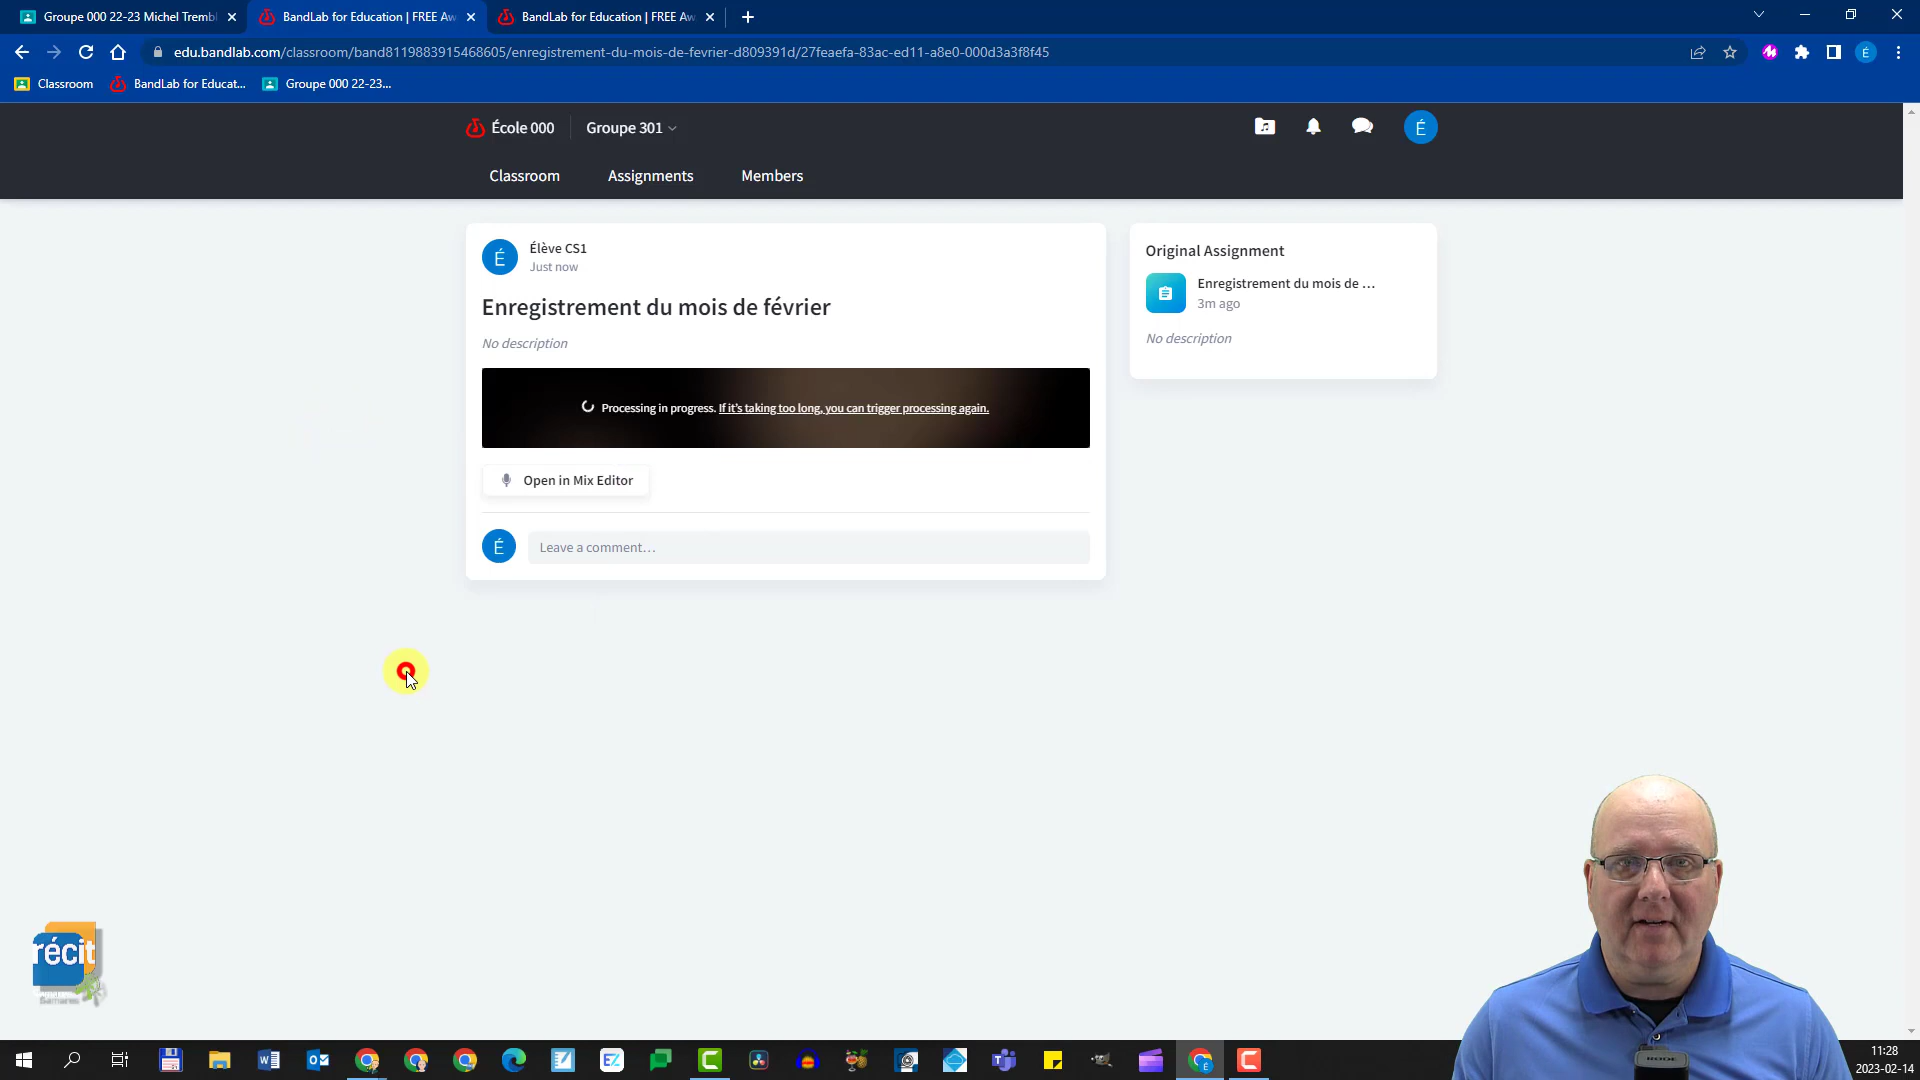 Groupe 000 22-23 Michel Trembl
BandLab for Education | FREE Aw
BandLab for Education | FREE Aw
edu.bandlab.com/classroom/band8119883915468605/enregistrement-du-mois-de-fevrier-d809391d/27feaefa-83ac-ed11-a8e0-000d3a3f8f45
É
Classroom
BandLab for Educat...
Groupe 000 22-23...
École 000
Groupe 301
É
Classroom
Assignments
Members
É
Élève CS1
Just now
Enregistrement du mois de février
No description
Processing in progress. If it's taking too long, you can trigger processing again.
Open in Mix Editor
É
Leave a comment…
Original Assignment
Enregistrement du mois de …
3m ago
No description
récit
Samares
RODE
11:28
2023-02-14